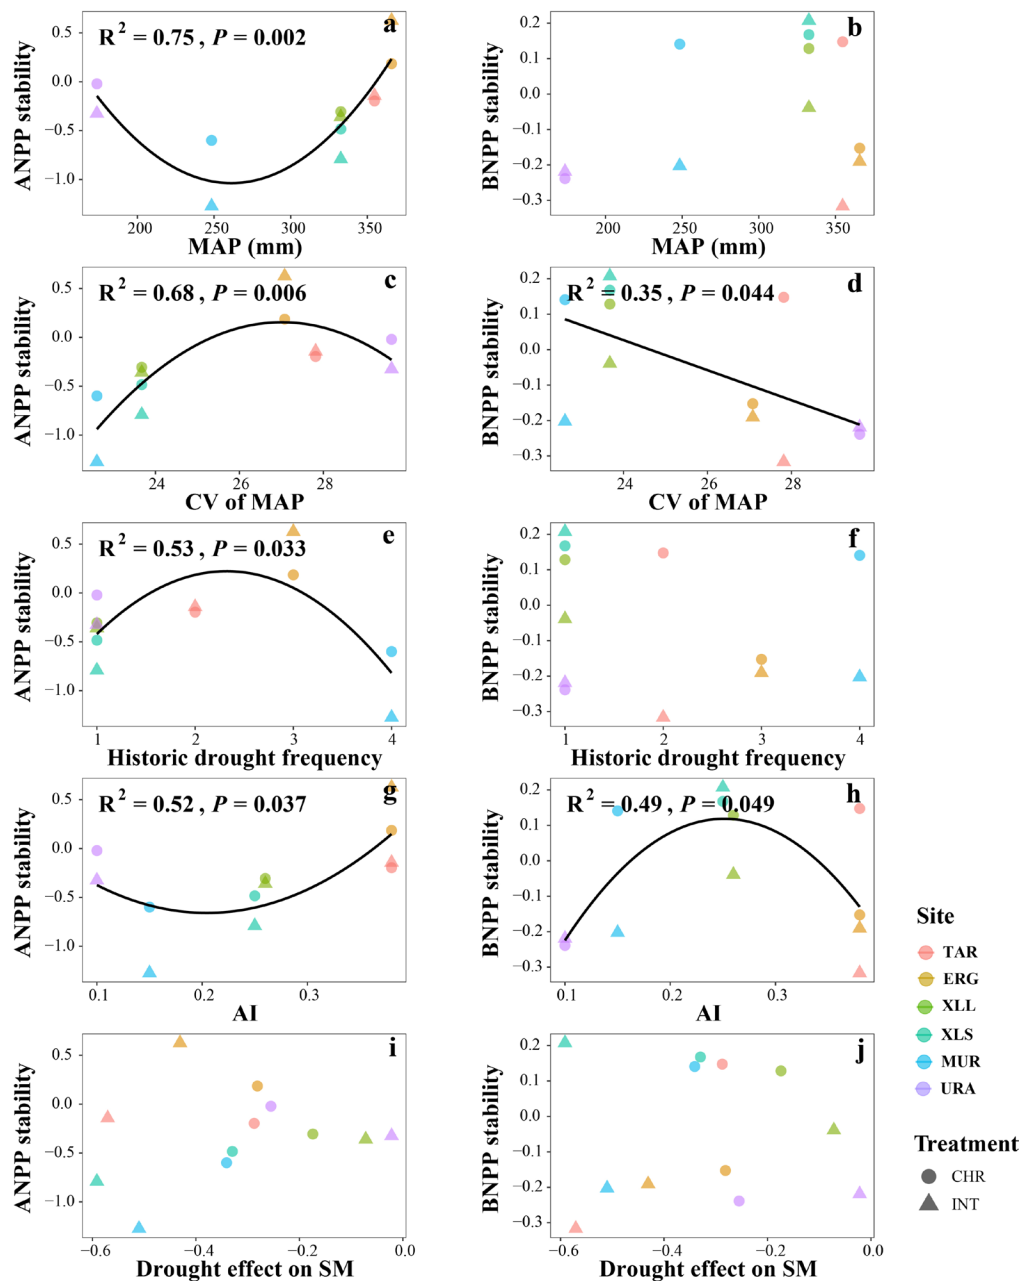 a
R² = 0.75 , P = 0.002
ANPP stability
0.5
0.0
−0.5
−1.0
200
250
300
350
MAP (mm)
b
BNPP stability
0.2
0.1
0.0
−0.1
−0.2
−0.3
200
250
300
350
MAP (mm)
c
R² = 0.68 , P = 0.006
ANPP stability
0.5
0.0
−0.5
−1.0
24
26
28
CV of MAP
d
R² = 0.35 , P = 0.044
BNPP stability
0.2
0.1
0.0
−0.1
−0.2
−0.3
24
26
28
CV of MAP
e
R² = 0.53 , P = 0.033
ANPP stability
0.5
0.0
−0.5
−1.0
1
2
3
4
Historic drought frequency
f
BNPP stability
0.2
0.1
0.0
−0.1
−0.2
−0.3
1
2
3
4
Historic drought frequency
g
R² = 0.52 , P = 0.037
ANPP stability
0.5
0.0
−0.5
−1.0
0.1
0.2
0.3
AI
h
R² = 0.49 , P = 0.049
BNPP stability
0.2
0.1
0.0
−0.1
−0.2
−0.3
0.1
0.2
0.3
AI
i
ANPP stability
0.5
0.0
−0.5
−1.0
−0.6
−0.4
−0.2
0.0
Drought effect on SM
j
BNPP stability
0.2
0.1
0.0
−0.1
−0.2
−0.3
−0.6
−0.4
−0.2
0.0
Drought effect on SM
Site
TAR
ERG
XLL
XLS
MUR
URA
Treatment
CHR
INT